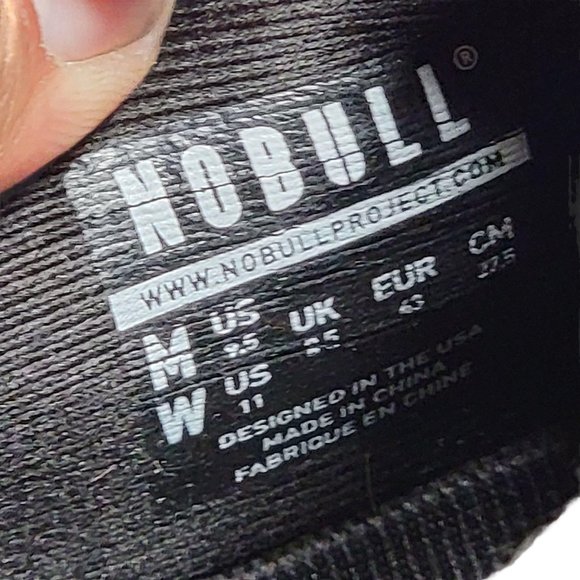 NOBULL®
WWW.NOBULLPROJECT.COM
M US UK EUR CM
M 9.5 8.5 43 27.5
W US
W 11
DESIGNED IN THE USA
MADE IN CHINA
FABRIQUE EN CHINE